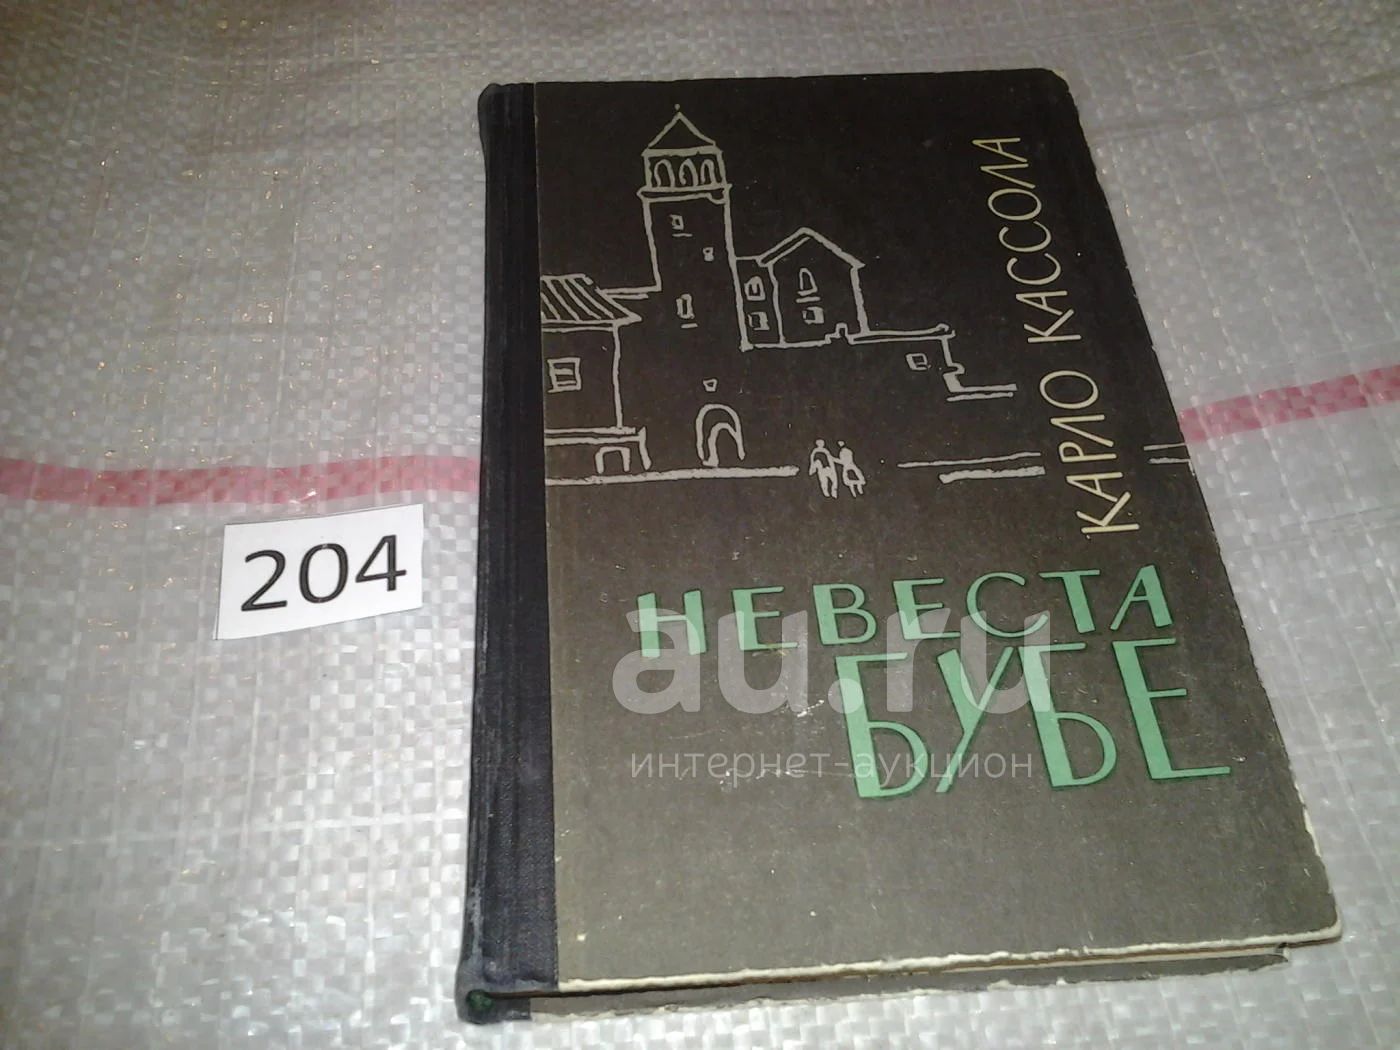 КАРЛО КАССОЛА
НЕВЕСТА
БУБЕ
204
au.ru
интернет-аукцион